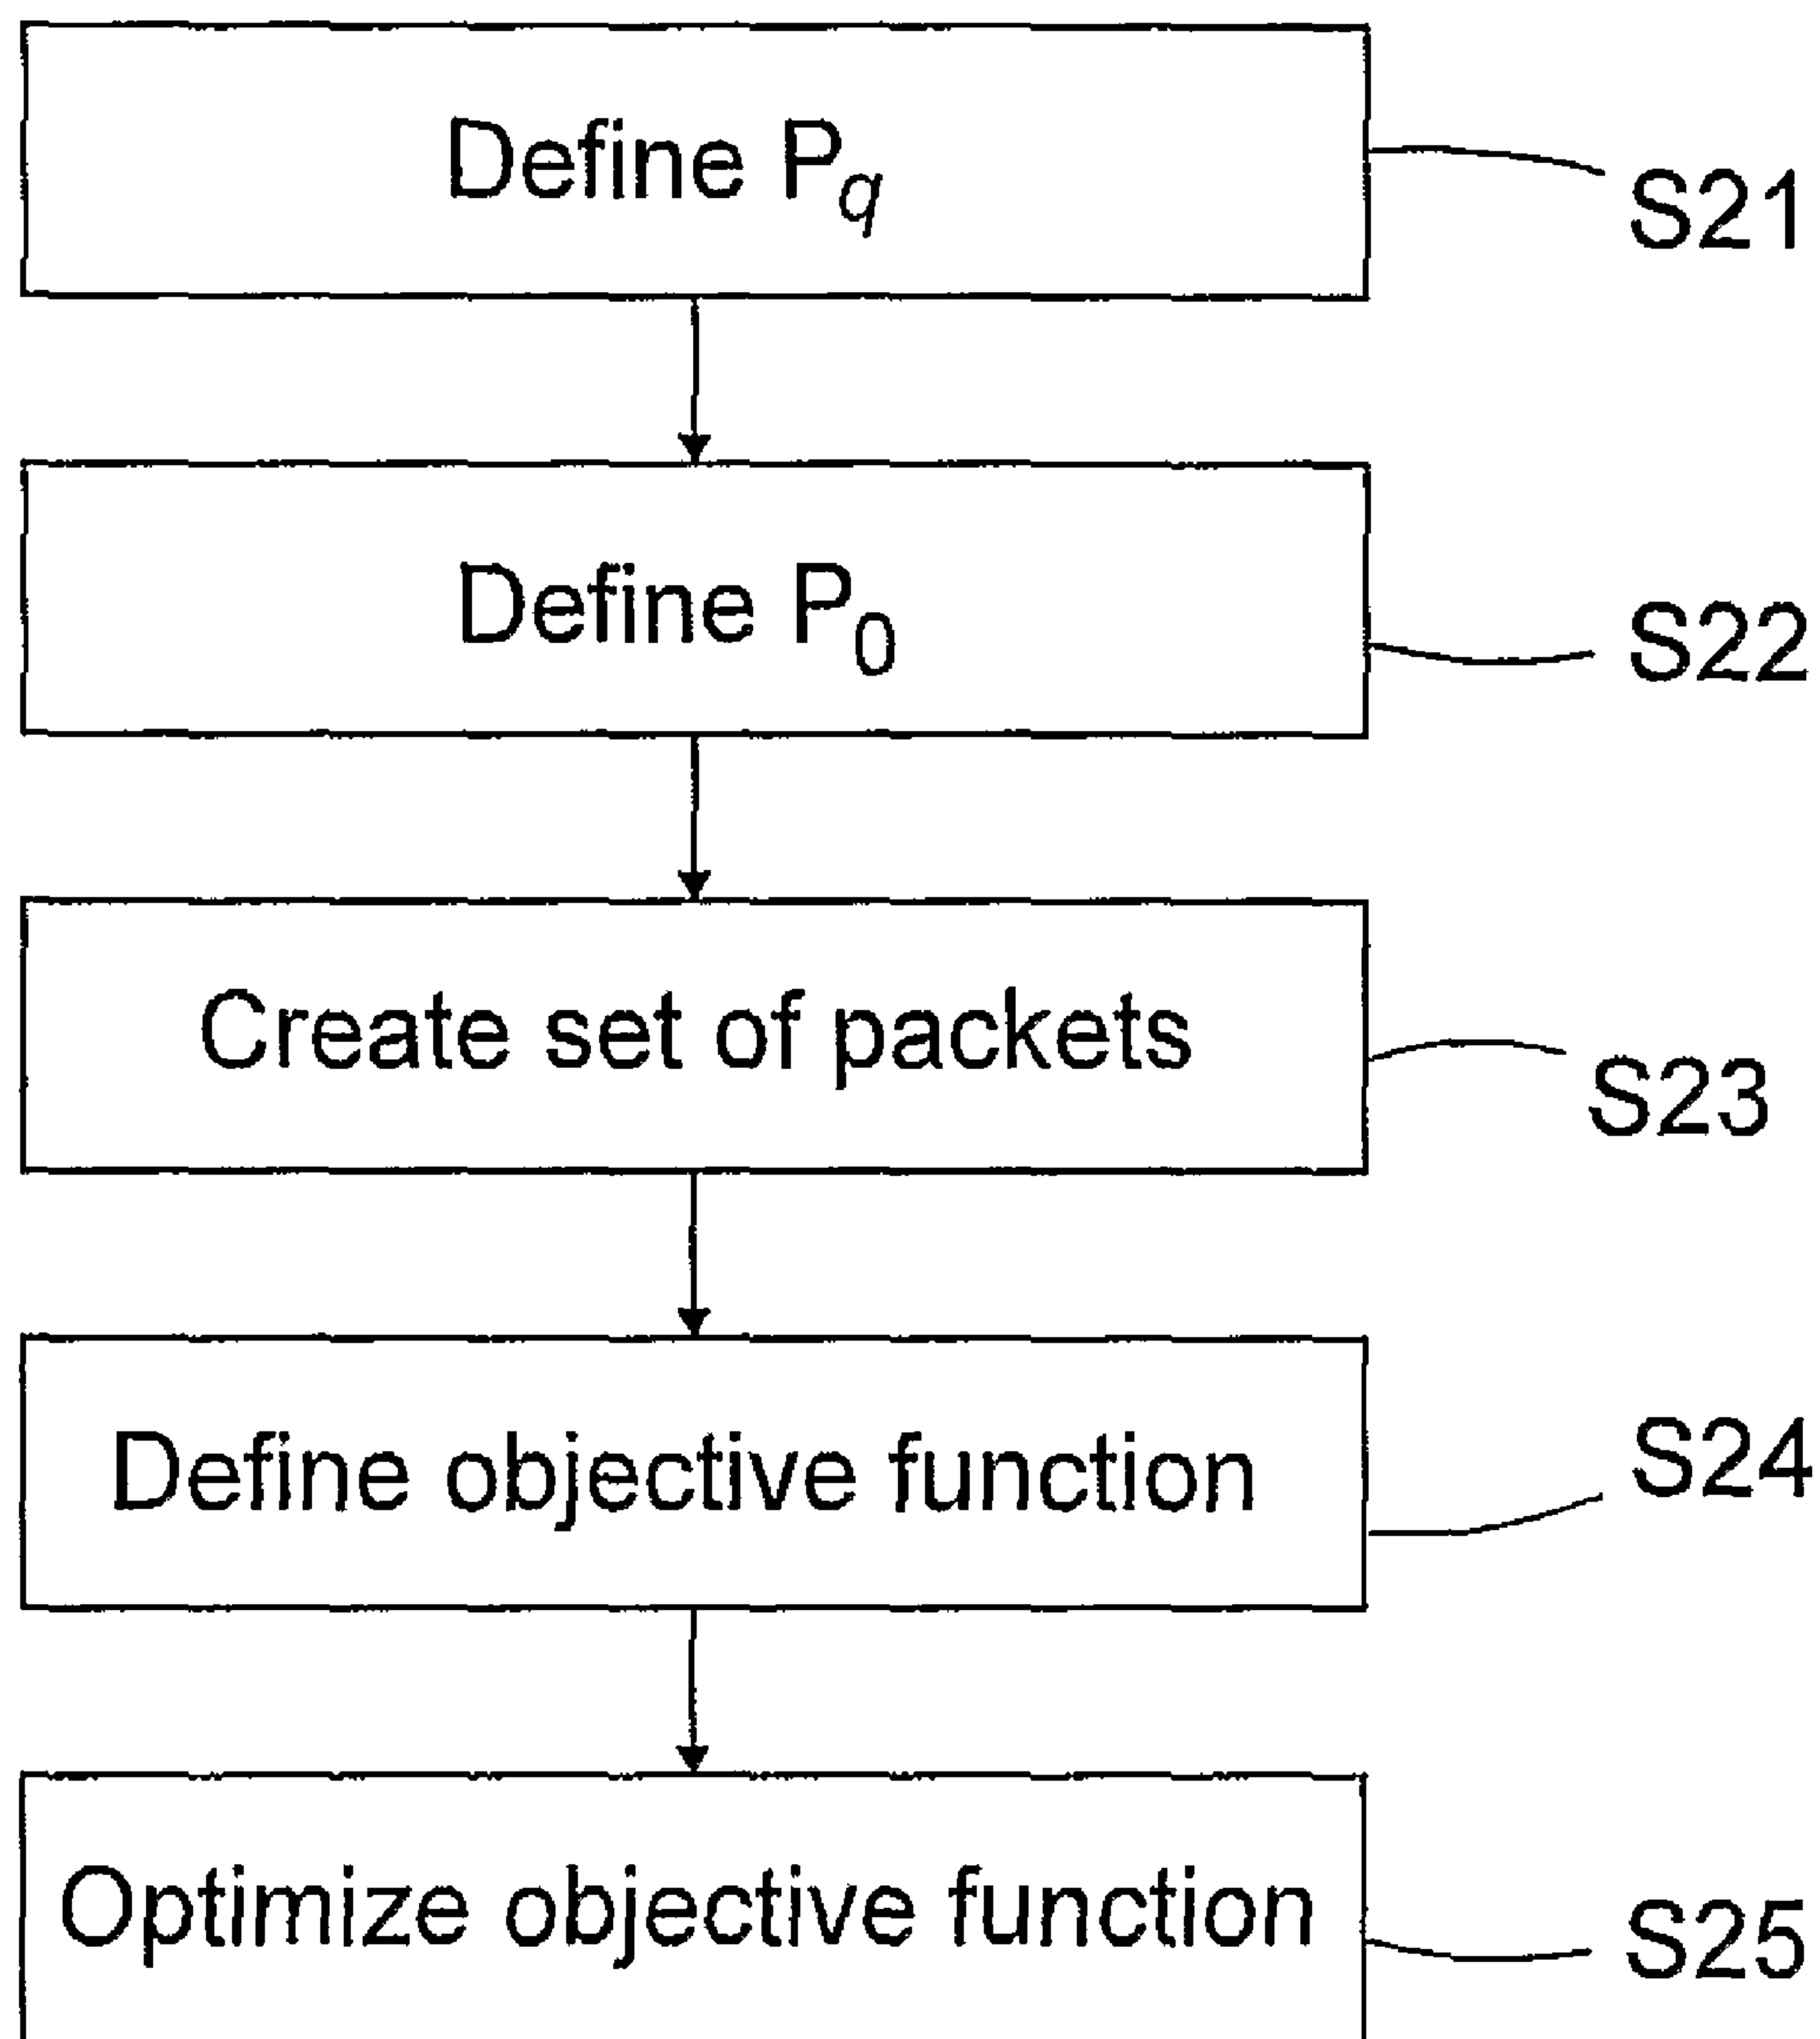 Define P_q
S21
Define P_0
S22
Create set of packets
S23
Define objective function
S24
Optimize objective function
S25